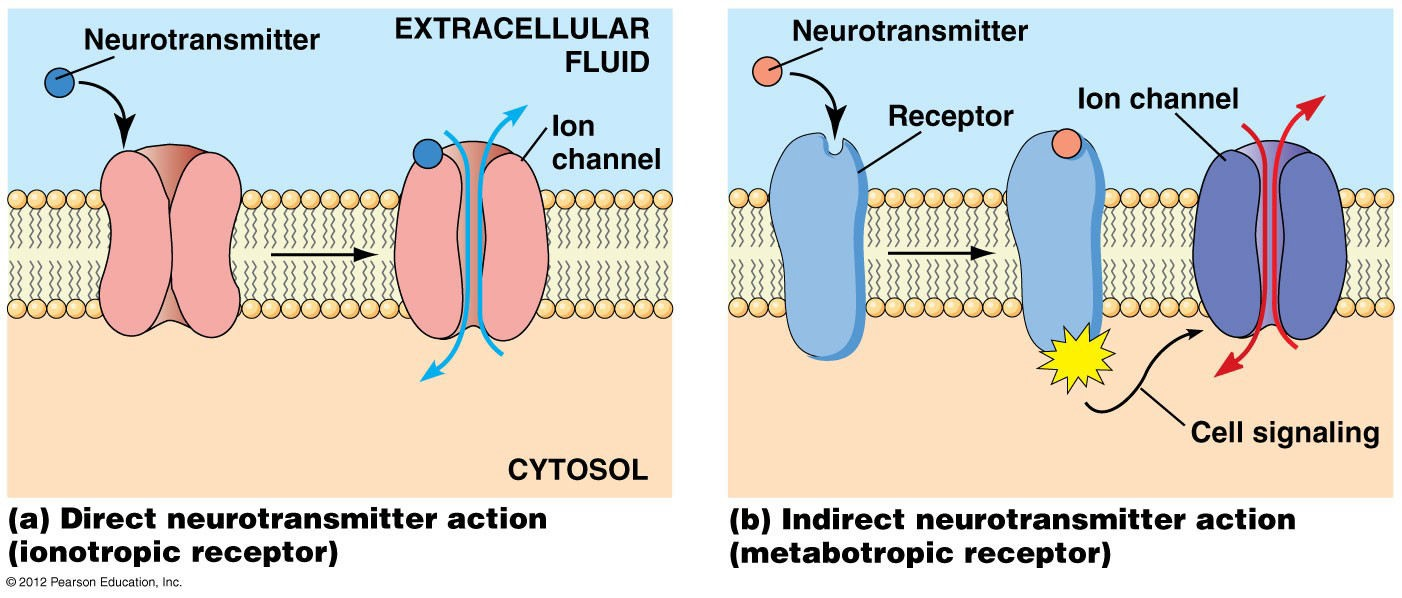 Neurotransmitter
EXTRACELLULAR
FLUID
Ion
channel
CYTOSOL
(a) Direct neurotransmitter action
(ionotropic receptor)
Neurotransmitter
Receptor
Ion channel
Cell signaling
(b) Indirect neurotransmitter action
(metabotropic receptor)
© 2012 Pearson Education, Inc.